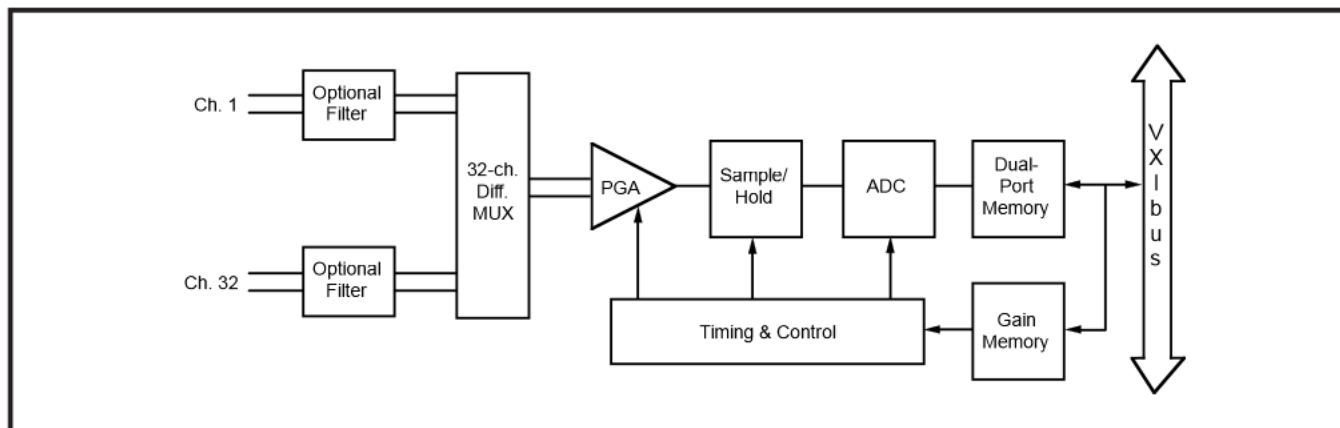 Ch. 1
Optional
Filter
Ch. 32
Optional
Filter
32-ch.
Diff.
MUX
PGA
Sample/
Hold
ADC
Dual-
Port
Memory
Timing & Control
Gain
Memory
VXIbus